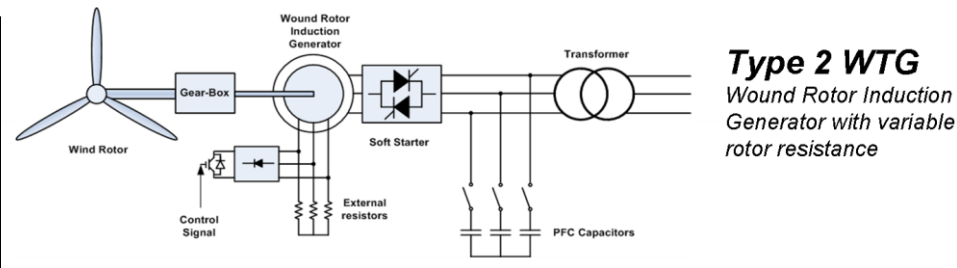 Wound Rotor
Induction
Generator
Transformer
Type 2 WTG
Wound Rotor Induction
Generator with variable
rotor resistance
Gear-Box
Wind Rotor
Soft Starter
External
resistors
Control
Signal
PFC Capacitors